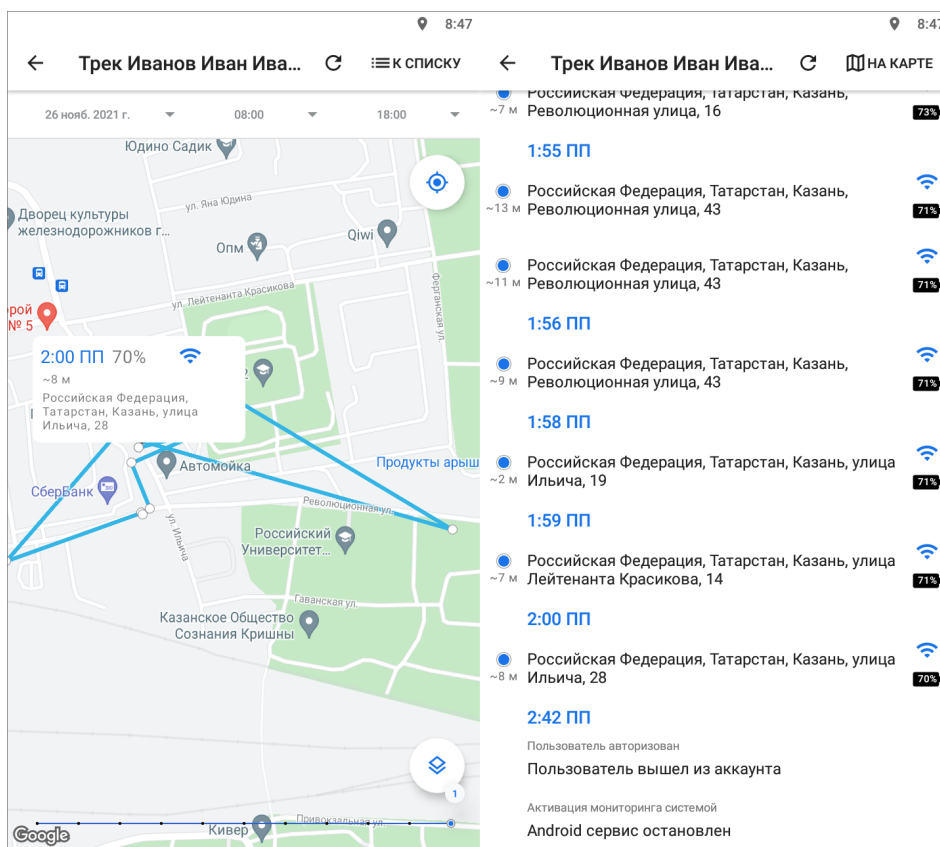 8:47
Трек Иванов Иван Ива...
К СПИСКУ
26 нояб. 2021 г.
08:00
18:00
Юдино Садик
ул. Яна Юдина
Дворец культуры
железнодорожников г...
Опм
Qiwi
Ферганская ул.
ул. Лейтенанта Красикова
рой
№ 5
2:00 ПП 70%
~8 м
Российская Федерация,
Татарстан, Казань, улица
Ильича, 28
2
Автомойка
Продукты арыш
СберБанк
Революционная ул.
ул. Ильича
Российский
Университет...
Гаванская ул.
Казанское Общество
Сознания Кришны
1
Привокзальная ул.
Кивер
Google
8:47
Трек Иванов Иван Ива...
НА КАРТЕ
Российская Федерация, Татарстан, Казань,
~7 м Революционная улица, 16
73%
1:55 ПП
Российская Федерация, Татарстан, Казань,
~13 м Революционная улица, 43
71%
Российская Федерация, Татарстан, Казань,
~11 м Революционная улица, 43
71%
1:56 ПП
Российская Федерация, Татарстан, Казань,
~9 м Революционная улица, 43
71%
1:58 ПП
Российская Федерация, Татарстан, Казань, улица
~2 м Ильича, 19
71%
1:59 ПП
Российская Федерация, Татарстан, Казань, улица
~7 м Лейтенанта Красикова, 14
71%
2:00 ПП
Российская Федерация, Татарстан, Казань, улица
~8 м Ильича, 28
70%
2:42 ПП
Пользователь авторизован
Пользователь вышел из аккаунта
Активация мониторинга системой
Android сервис остановлен